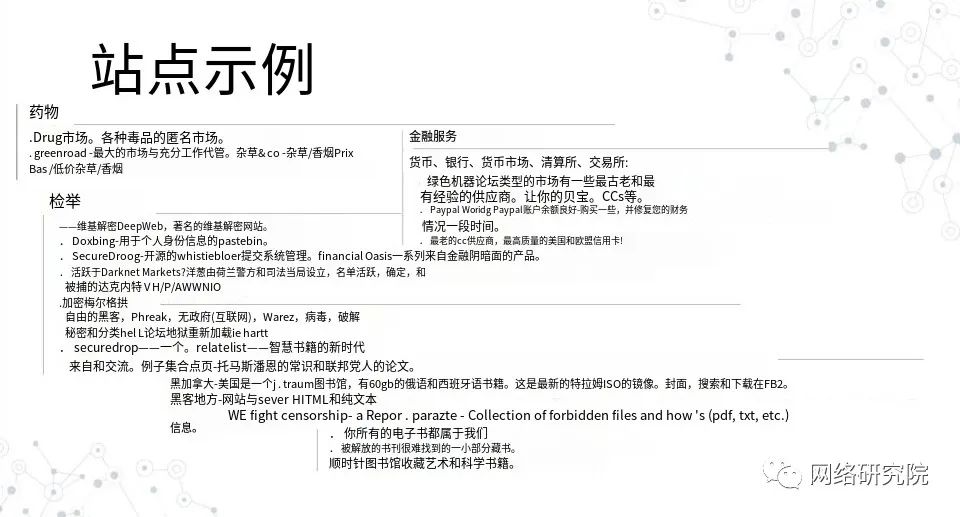 站点示例
药物
.Drug市场。各种毒品的匿名市场。
. greenroad -最大的市场与充分工作代管。杂草& co -杂草/香烟Prix
Bas /低价杂草/香烟
金融服务
货币、银行、货币市场、清算所、交易所:
绿色机器论坛类型的市场有一些最古老和最
有经验的供应商。让你的贝宝。CCs等。
. Paypal Woridg Paypal账户余额良好-购买一些，并修复您的财务
情况一段时间。
. 最老的cc供应商，最高质量的美国和欧盟信用卡!
检举
——维基解密DeepWeb，著名的维基解密网站。
. Doxbing-用于个人身份信息的pastebin。
. SecureDroog-开源的whistiebloer提交系统管理。financial Oasis一系列来自金融阴暗面的产品。
. 活跃于Darknet Markets?洋葱由荷兰警方和司法当局设立，名单活跃，确定，和
被捕的达克内特 V H/P/AWWNIO
.加密梅尔格拱
自由的黑客，Phreak，无政府(互联网)，Warez，病毒，破解
秘密和分类hel L论坛地狱重新加载ie hartt
. securedrop——一个。relatelist——智慧书籍的新时代
来自和交流。例子集合点页-托马斯潘恩的常识和联邦党人的论文。
黑加拿大-美国是一个j . traum图书馆，有60gb的俄语和西班牙语书籍。这是最新的特拉姆ISO的镜像。封面，搜索和下载在FB2。
黑客地方-网站与sever HITML和纯文本
WE fight censorship- a Repor . parazte - Collection of forbidden files and how 's (pdf, txt, etc.)
信息。
. 你所有的电子书都属于我们
. 被解放的书刊很难找到的一小部分藏书。
顺时针图书馆收藏艺术和科学书籍。
网络研究院